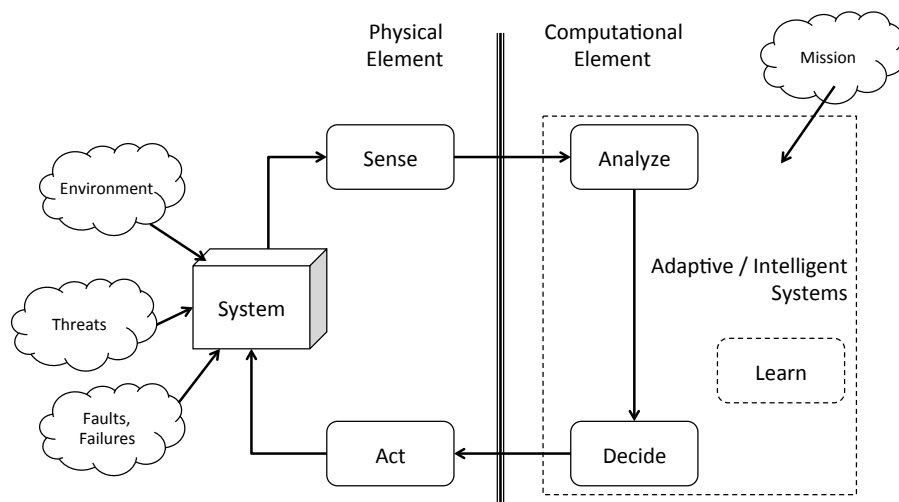 Physical
Element
Computational
Element
Mission
Sense
Analyze
Environment
Adaptive / Intelligent
Systems
System
Threats
Learn
Faults,
Failures
Act
Decide